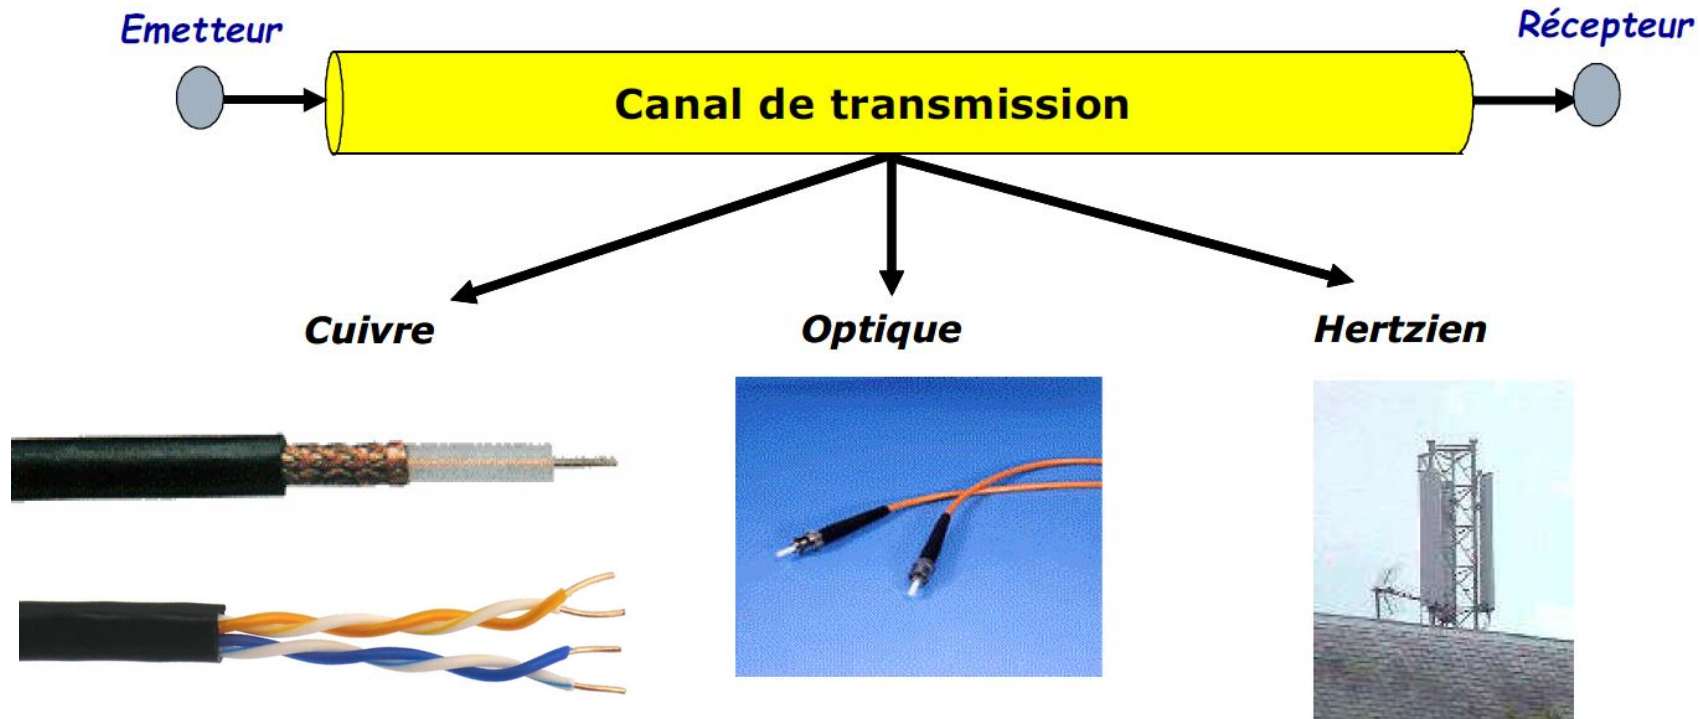 Emetteur
Récepteur
Canal de transmission
Cuivre
Optique
Hertzien